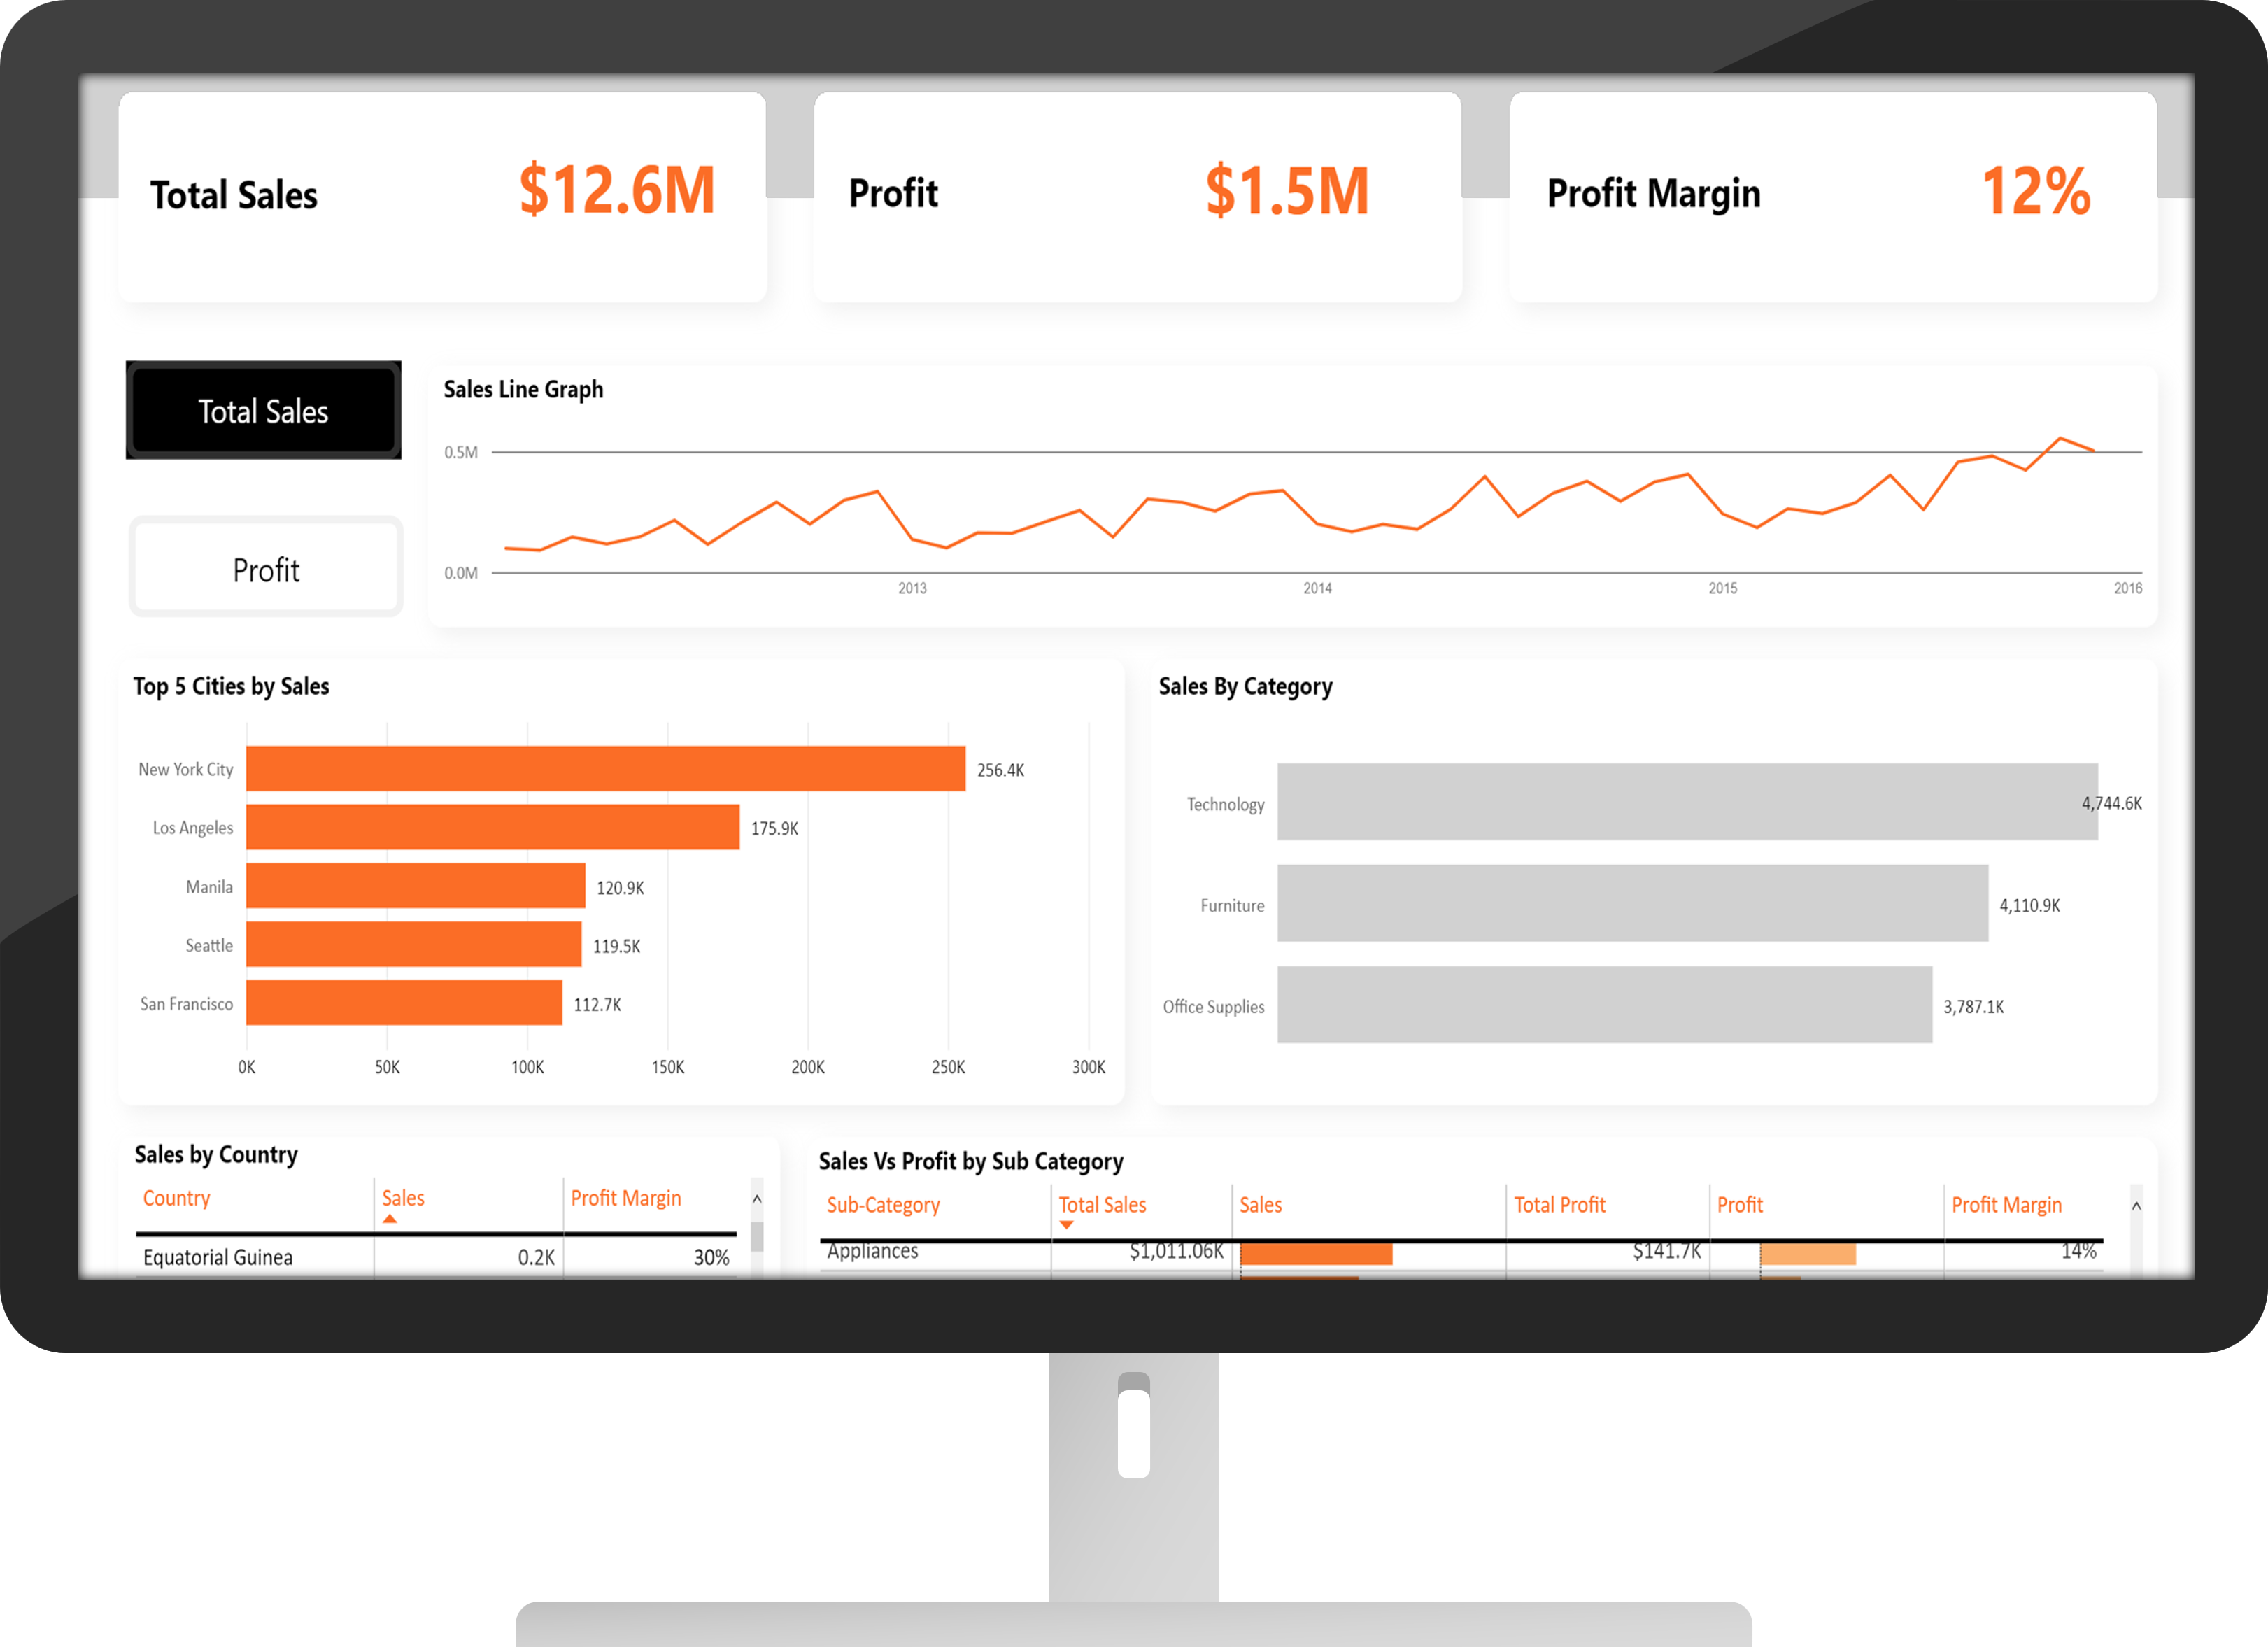 Total Sales $12.6M
Profit $1.5M
Profit Margin 12%
Total Sales
Profit
Sales Line Graph
0.5M
0.0M
2013 2014 2015 2016
Top 5 Cities by Sales
New York City 256.4K
Los Angeles 175.9K
Manila 120.9K
Seattle 119.5K
San Francisco 112.7K
0K 50K 100K 150K 200K 250K 300K
Sales By Category
Technology 4,744.6K
Furniture 4,110.9K
Office Supplies 3,787.1K
Sales by Country
Country Sales Profit Margin
Equatorial Guinea 0.2K 30%
Sales Vs Profit by Sub Category
Sub-Category Total Sales Sales Total Profit Profit Profit Margin
Appliances $1,011.06K $141.7K 14%